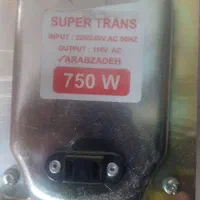 SUPER TRANS
INPUT : 220/240V.AC 50HZ
OUTPUT : 110V AC
ARABZADEH
750 W